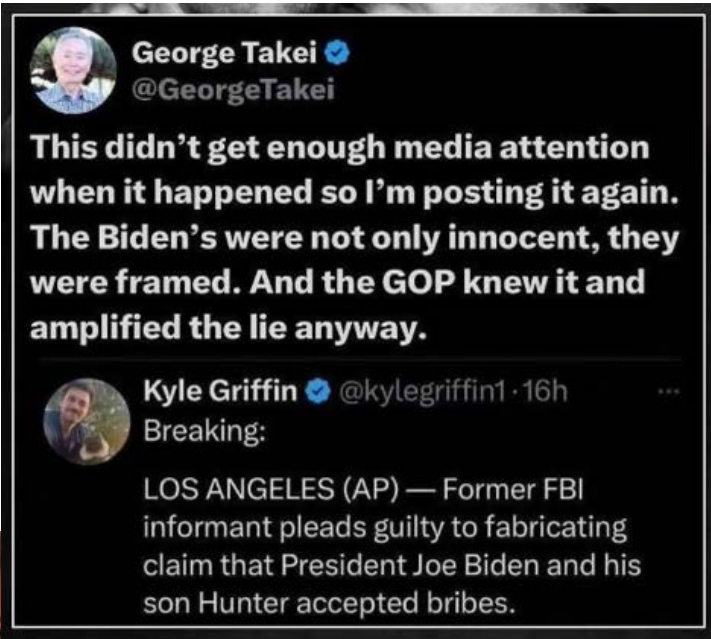 George Takei
@GeorgeTakei
This didn't get enough media attention
when it happened so I'm posting it again.
The Biden's were not only innocent, they
were framed. And the GOP knew it and
amplified the lie anyway.
Kyle Griffin @kylegriffin1 · 16h
Breaking:
LOS ANGELES (AP) — Former FBI
informant pleads guilty to fabricating
claim that President Joe Biden and his
son Hunter accepted bribes.